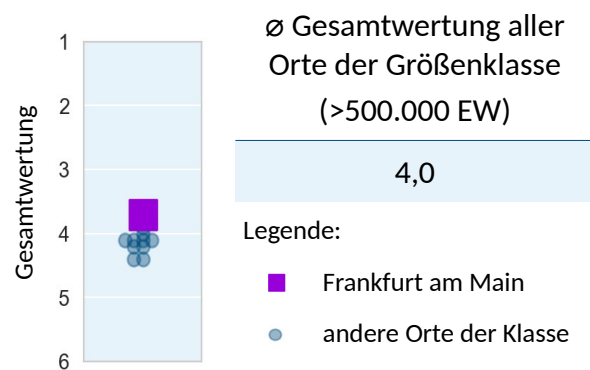 ⌀ Gesamtwertung aller
Orte der Größenklasse
(>500.000 EW)
4,0
Legende:
Frankfurt am Main
andere Orte der Klasse
Gesamtwertung
1
2
3
4
5
6